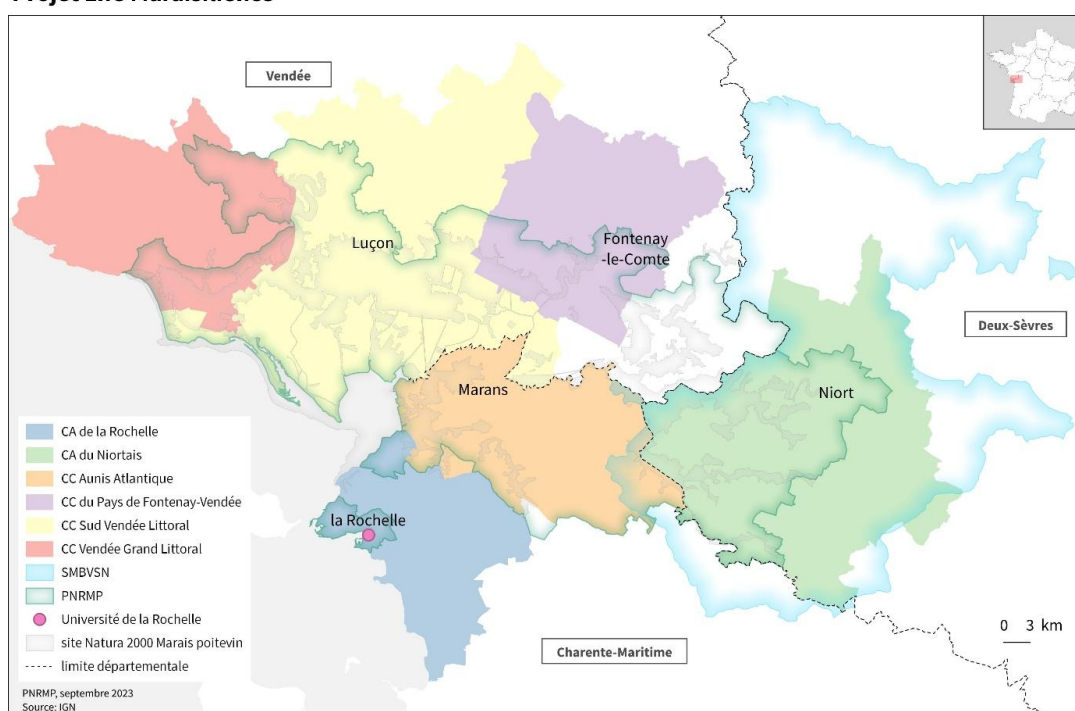 Vendée
Luçon
Fontenay
-le-Comte
Deux-Sèvres
Marans
Niort
la Rochelle
Charente-Maritime
0 3 km
CA de la Rochelle
CA du Niortais
CC Aunis Atlantique
CC du Pays de Fontenay-Vendée
CC Sud Vendée Littoral
CC Vendée Grand Littoral
SMBVSN
PNRMP
Université de la Rochelle
site Natura 2000 Marais poitevin
limite départementale
PNRMP, septembre 2023
Source: IGN